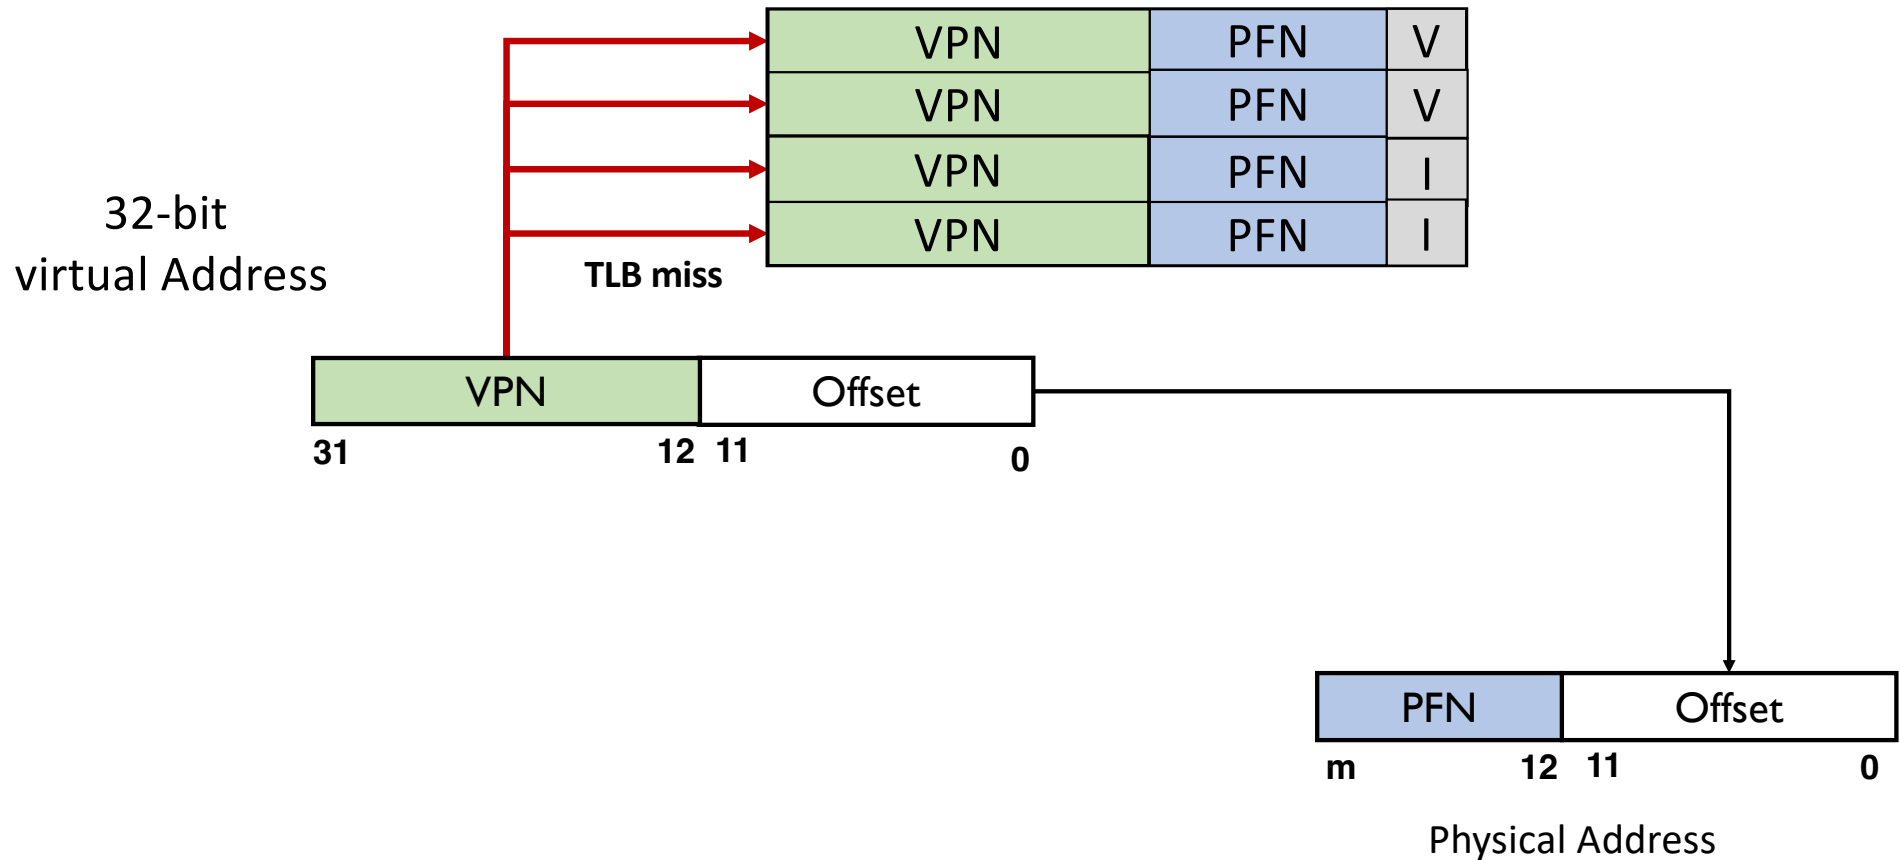 VPN PFN V
VPN PFN V
VPN PFN I
VPN PFN I
32-bit
virtual Address
TLB miss
VPN Offset
31 12 11 0
PFN Offset
m 12 11 0
Physical Address